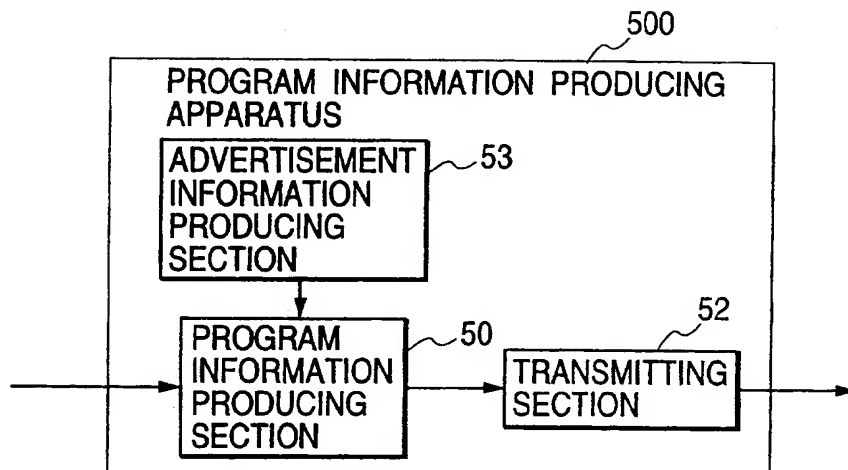 500
PROGRAM INFORMATION PRODUCING
APPARATUS
ADVERTISEMENT
INFORMATION
PRODUCING
SECTION
53
PROGRAM
INFORMATION
PRODUCING
SECTION
50
TRANSMITTING
SECTION
52